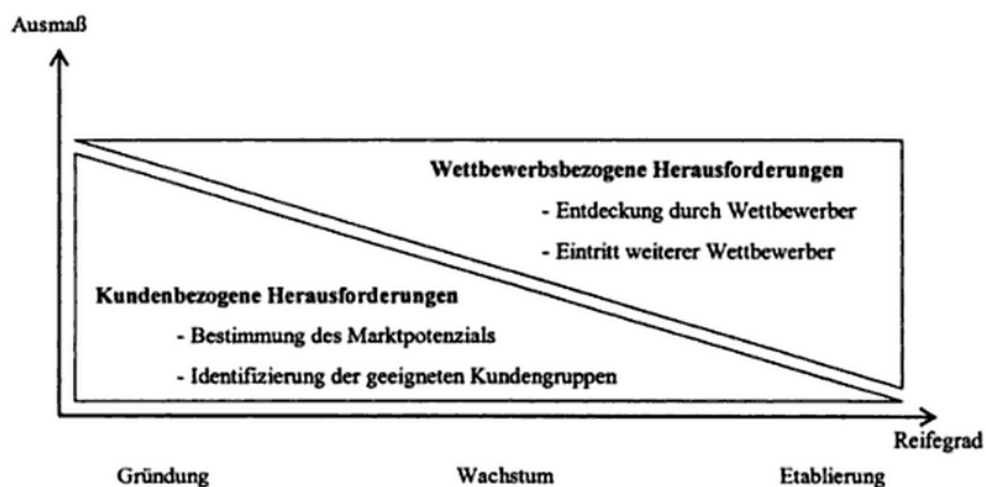 Ausmaß
Wettbewerbsbezogene Herausforderungen
- Entdeckung durch Wettbewerber
- Eintritt weiterer Wettbewerber
Kundenbezogene Herausforderungen
- Bestimmung des Marktpotenzials
- Identifizierung der geeigneten Kundengruppen
Reifegrad
Gründung Wachstum Etablierung